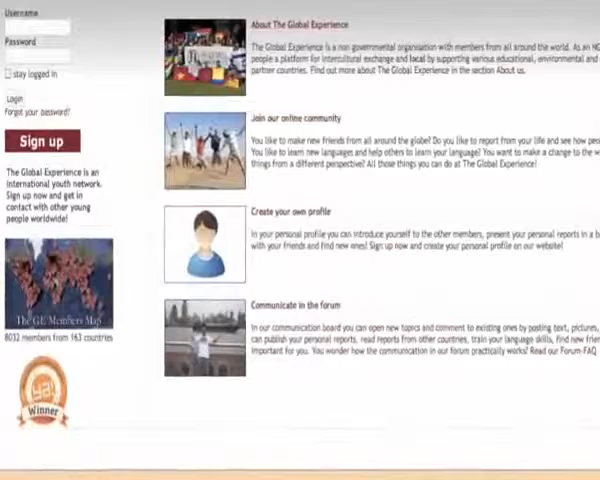 Username
Password
stay logged in
Login
Forgot your password?
Sign up
The Global Experience is an
international youth network.
Sign up now and get in
contact with other young
people worldwide!
The GE Members Map
8032 members from 163 countries
ya!
Winner
About The Global Experience
The Global Experience is a non governmental organisation with members from all around the world. As an NG
people a platform for intercultural exchange and local by supporting various educational, environmental and
partner countries. Find out more about The Global Experience in the section About us.
Join our online community
You like to make new friends from all around the globe? Do you like to report from your life and see how peo
You like to learn new languages and help others to learn your language? You want to make a change to the w
things from a different perspective? All those things you can do at The Global Experience!
Create your own profile
In your personal profile you can introduce yourself to the other members, present your personal reports in a b
with your friends and find new ones! Sign up now and create your personal profile on our website!
Communicate in the forum
In our communication board you can open new topics and comment to existing ones by posting text, pictures,
can publish your personal reports, read reports from other countries, train your language skills, find new frien
important for you. You wonder how the communication in our forum practically works? Read our Forum-FAQ